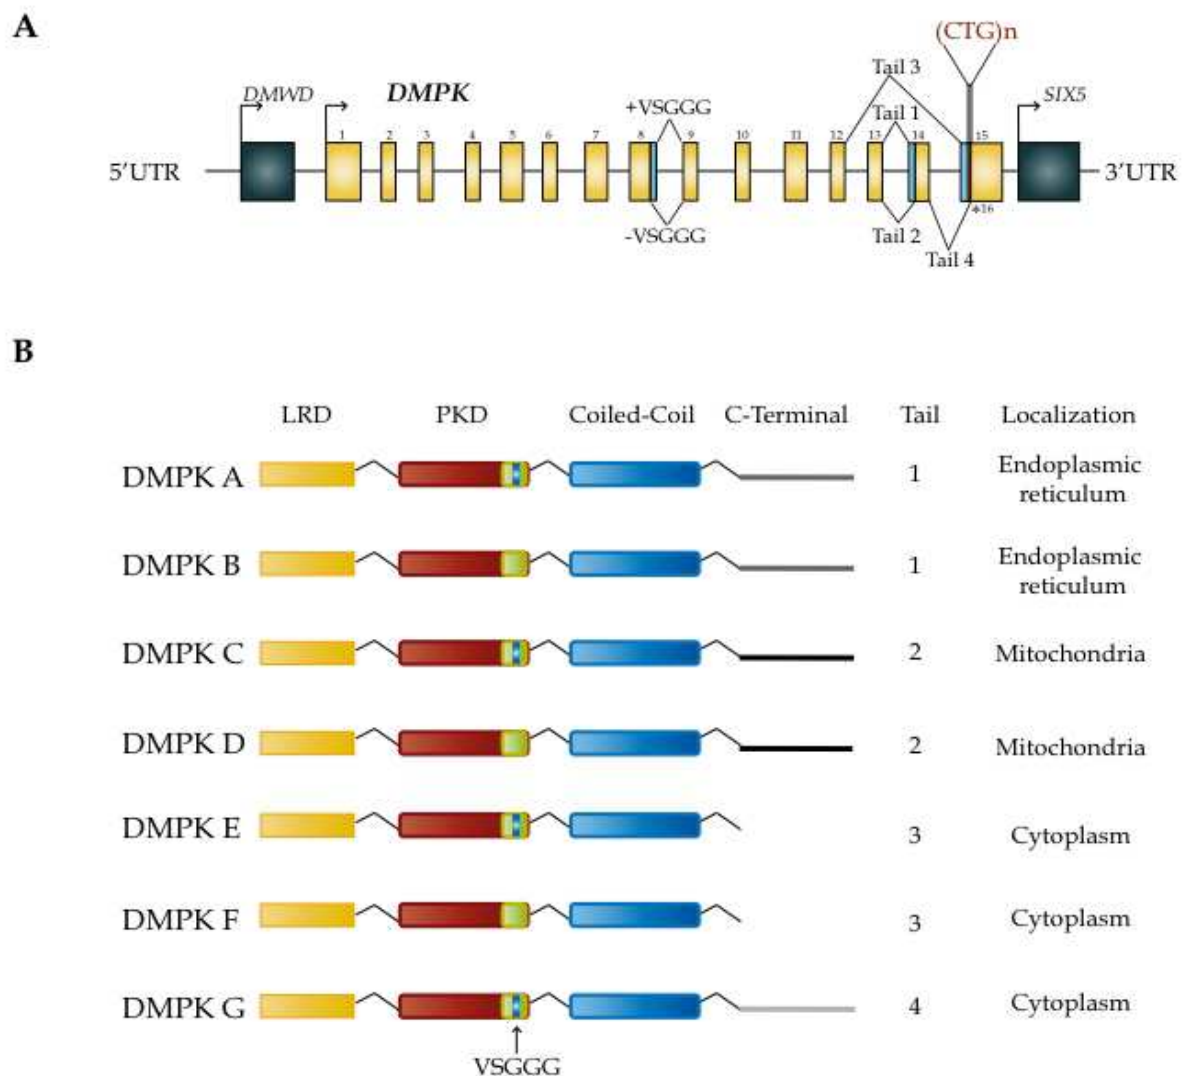 A
(CTG)n
Tail 3
DMWD
DMPK
+VSGGG
Tail 1
SIX5
1 2 3 4 5 6 7 8 9 10 11 12 13 14 15
5'UTR
3'UTR
*16
-VSGGG
Tail 2
Tail 4
B
LRD PKD Coiled-Coil C-Terminal Tail Localization
DMPK A 1 Endoplasmic
reticulum
DMPK B 1 Endoplasmic
reticulum
DMPK C 2 Mitochondria
DMPK D 2 Mitochondria
DMPK E 3 Cytoplasm
DMPK F 3 Cytoplasm
DMPK G 4 Cytoplasm
VSGGG